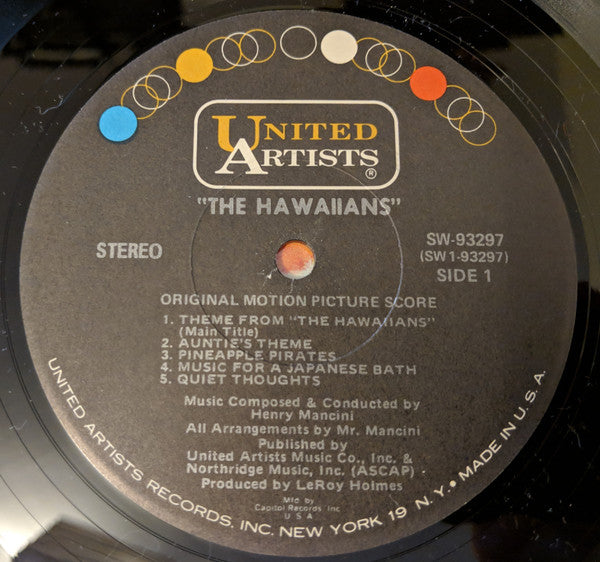 UNITED
ARTISTS
®
"THE HAWAIIANS"
STEREO
SW-93297
(SW1-93297)
SIDE 1
ORIGINAL MOTION PICTURE SCORE
1. THEME FROM "THE HAWAIIANS"
(Main Title)
2. AUNTIE'S THEME
3. PINEAPPLE PIRATES
4. MUSIC FOR A JAPANESE BATH
5. QUIET THOUGHTS
Music Composed & Conducted by
Henry Mancini
All Arrangements by Mr. Mancini
Published by
United Artists Music Co., Inc. &
Northridge Music, Inc. (ASCAP)
Produced by LeRoy Holmes
Mfg by
Capitol Records Inc
U S A
UNITED ARTISTS RECORDS, INC. NEW YORK 19 N.Y. • MADE IN U.S.A.